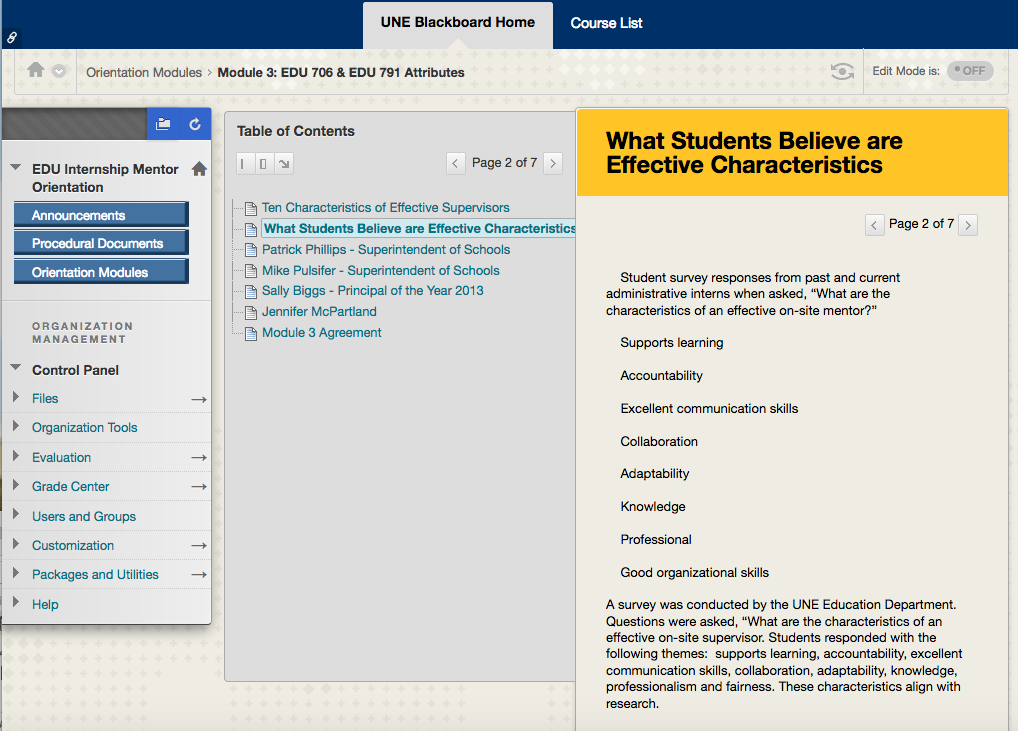 UNE Blackboard Home
Course List
Orientation Modules > Module 3: EDU 706 & EDU 791 Attributes
Edit Mode is:
OFF
EDU Internship Mentor
Orientation
Announcements
Procedural Documents
Orientation Modules
ORGANIZATION
MANAGEMENT
Control Panel
Files
Organization Tools
Evaluation
Grade Center
Users and Groups
Customization
Packages and Utilities
Help
Table of Contents
Page 2 of 7
Ten Characteristics of Effective Supervisors
What Students Believe are Effective Characteristics
Patrick Phillips - Superintendent of Schools
Mike Pulsifer - Superintendent of Schools
Sally Biggs - Principal of the Year 2013
Jennifer McPartland
Module 3 Agreement
What Students Believe are
Effective Characteristics
Page 2 of 7
Student survey responses from past and current
administrative interns when asked, “What are the
characteristics of an effective on-site mentor?”
Supports learning
Accountability
Excellent communication skills
Collaboration
Adaptability
Knowledge
Professional
Good organizational skills
A survey was conducted by the UNE Education Department.
Questions were asked, “What are the characteristics of an
effective on-site supervisor. Students responded with the
following themes:  supports learning, accountability, excellent
communication skills, collaboration, adaptability, knowledge,
professionalism and fairness. These characteristics align with
research.